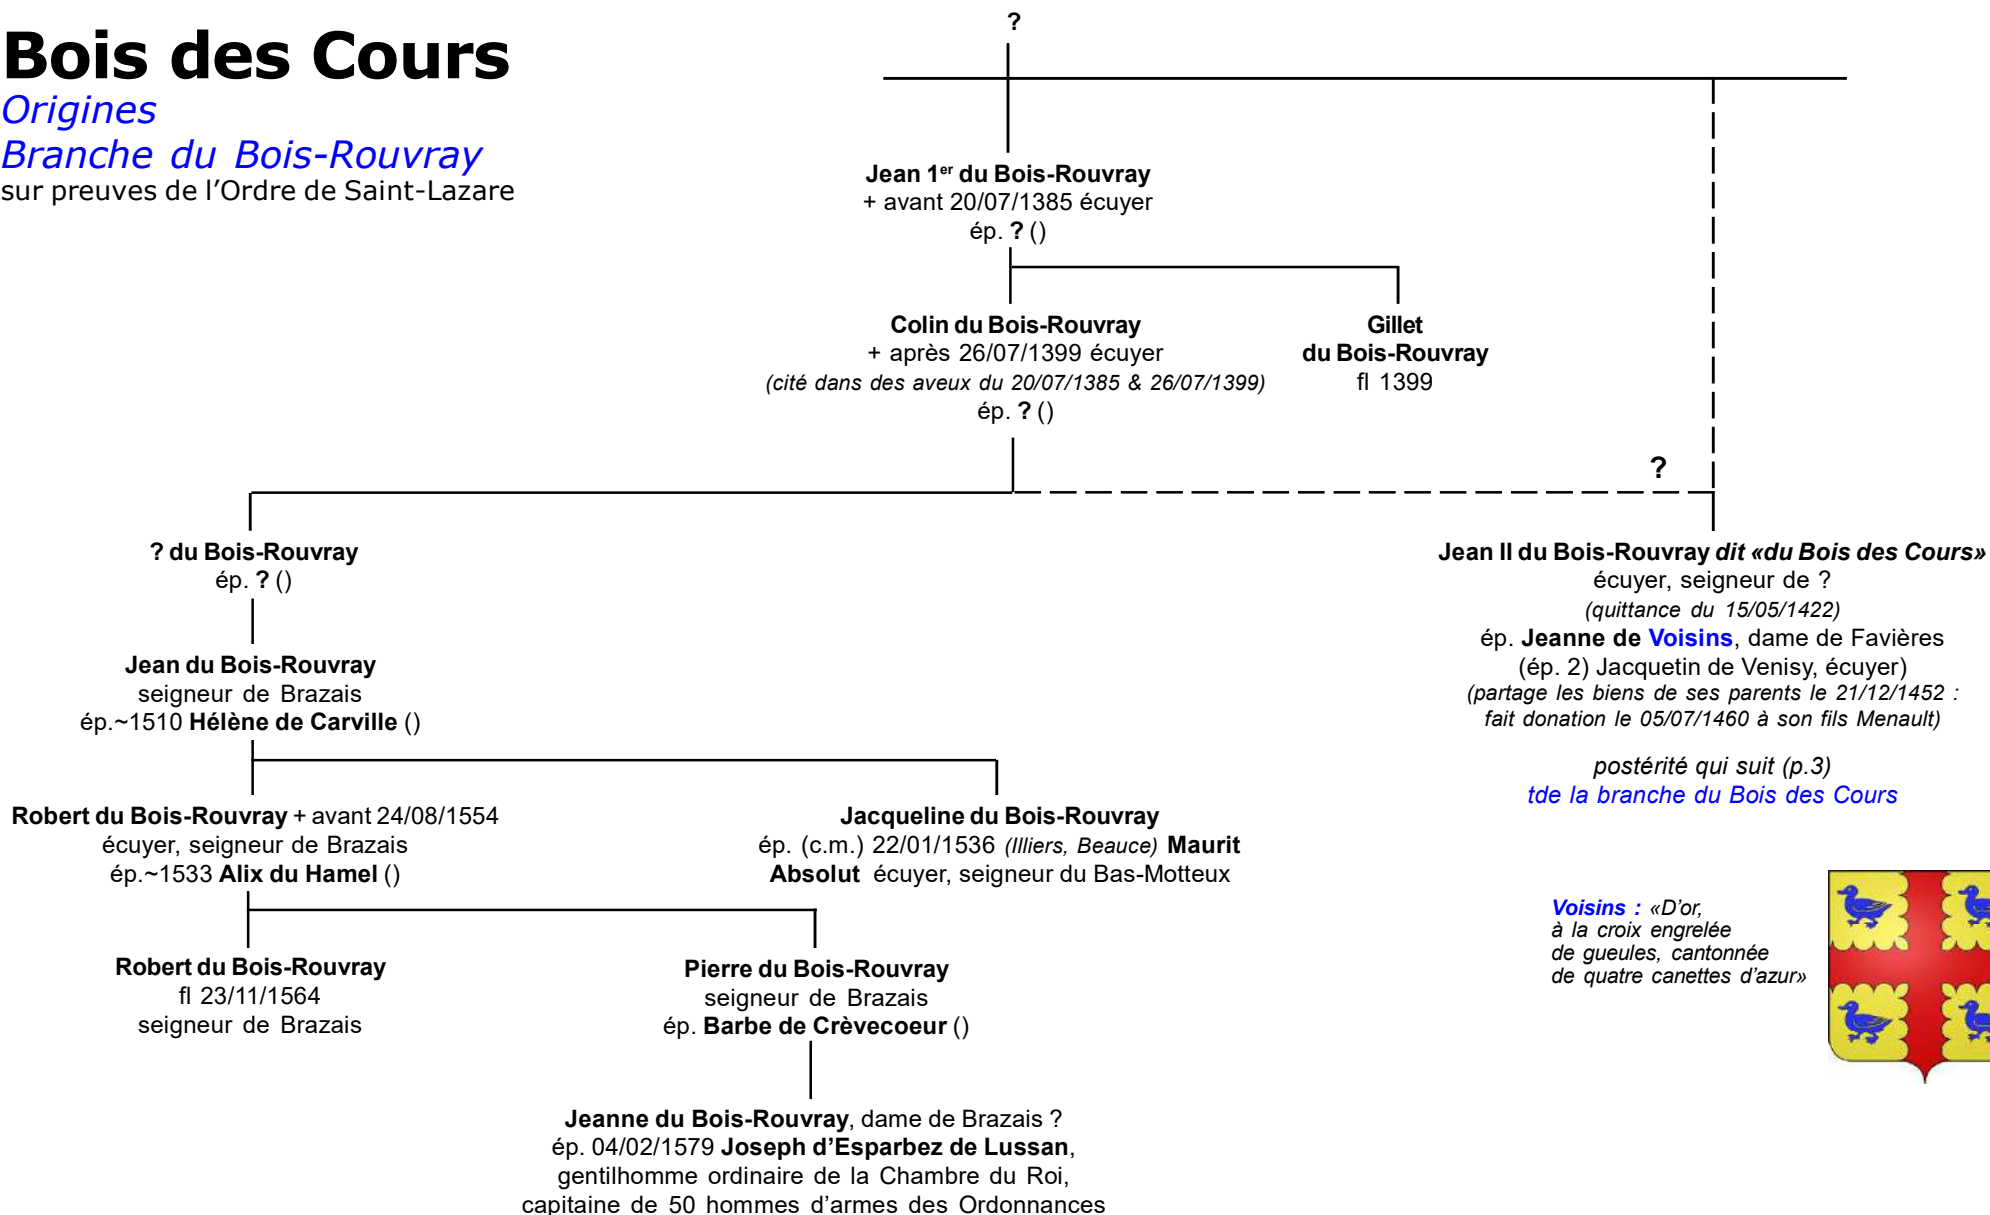 Bois des Cours
Origines
Branche du Bois-Rouvray
sur preuves de l’Ordre de Saint-Lazare
?
Jean 1er du Bois-Rouvray
+ avant 20/07/1385 écuyer
ép. ? ()
Colin du Bois-Rouvray
+ après 26/07/1399 écuyer
(cité dans des aveux du 20/07/1385 & 26/07/1399)
ép. ? ()
Gillet
du Bois-Rouvray
fl 1399
?
? du Bois-Rouvray
ép. ? ()
Jean II du Bois-Rouvray dit «du Bois des Cours»
écuyer, seigneur de ?
(quittance du 15/05/1422)
ép. Jeanne de Voisins, dame de Favières
(ép. 2) Jacquetin de Venisy, écuyer)
(partage les biens de ses parents le 21/12/1452 :
fait donation le 05/07/1460 à son fils Menault)
postérité qui suit (p.3)
tde la branche du Bois des Cours
Jean du Bois-Rouvray
seigneur de Brazais
ép.~1510 Hélène de Carville ()
Robert du Bois-Rouvray + avant 24/08/1554
écuyer, seigneur de Brazais
ép.~1533 Alix du Hamel ()
Jacqueline du Bois-Rouvray
ép. (c.m.) 22/01/1536 (Illiers, Beauce) Maurit
Absolut écuyer, seigneur du Bas-Motteux
Voisins : «D’or,
à la croix engrelée
de gueules, cantonnée
de quatre canettes d’azur»
Robert du Bois-Rouvray
fl 23/11/1564
seigneur de Brazais
Pierre du Bois-Rouvray
seigneur de Brazais
ép. Barbe de Crèvecoeur ()
Jeanne du Bois-Rouvray, dame de Brazais ?
ép. 04/02/1579 Joseph d’Esparbez de Lussan,
gentilhomme ordinaire de la Chambre du Roi,
capitaine de 50 hommes d’armes des Ordonnances